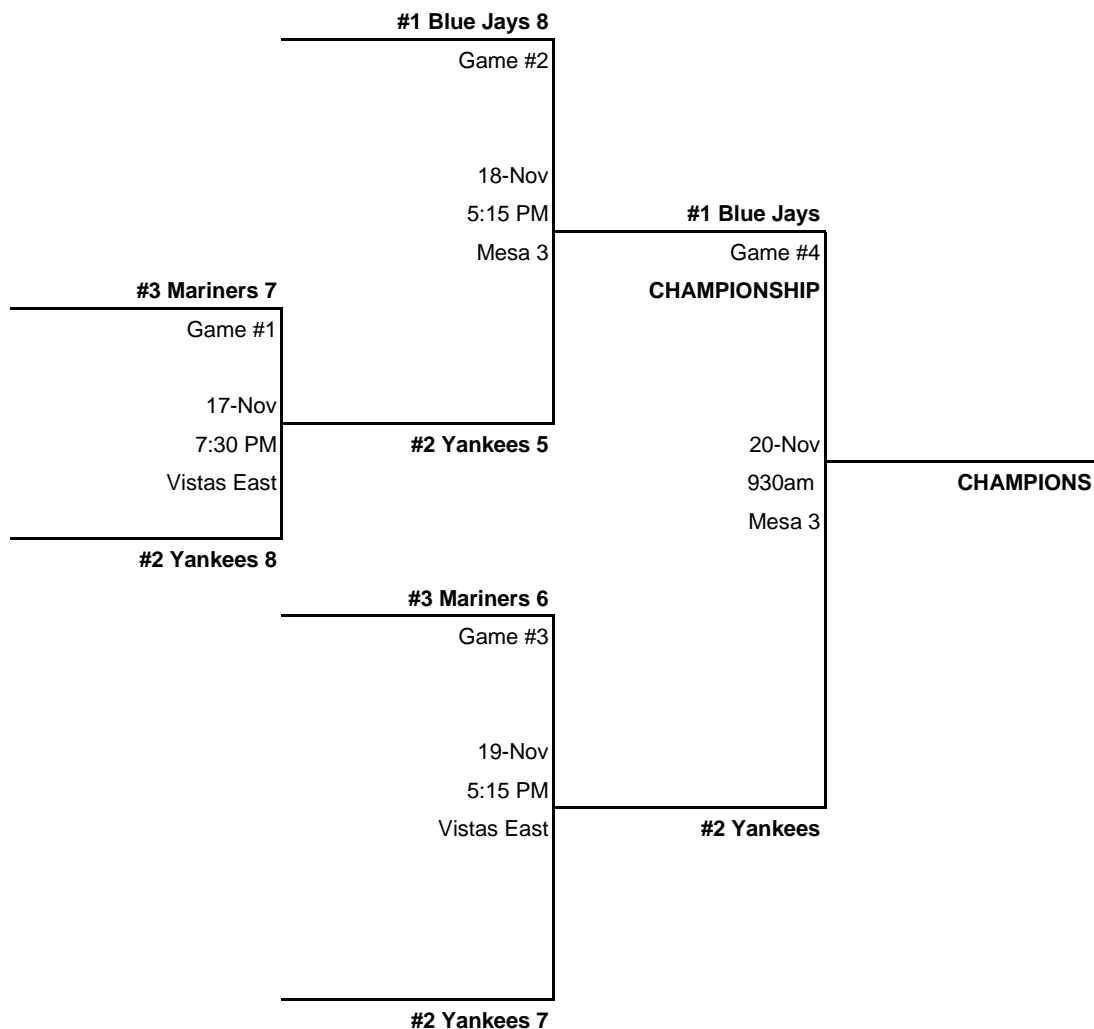 #1 Blue Jays 8
Game #2
18-Nov
5:15 PM
Mesa 3
#1 Blue Jays
Game #4
CHAMPIONSHIP
#3 Mariners 7
Game #1
17-Nov
7:30 PM
Vistas East
#2 Yankees 5
20-Nov
930am
Mesa 3
CHAMPIONS
#2 Yankees 8
#3 Mariners 6
Game #3
19-Nov
5:15 PM
Vistas East
#2 Yankees
#2 Yankees 7